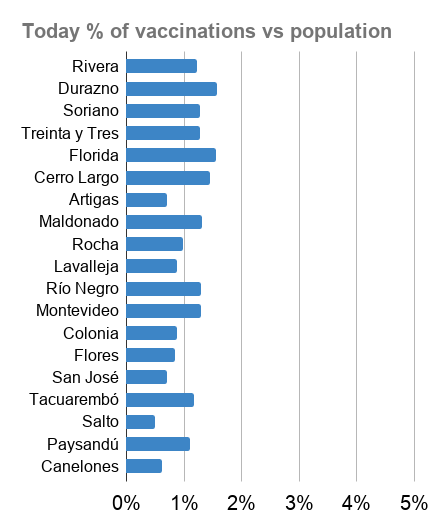 Today % of vaccinations vs population
Rivera
Durazno
Soriano
Treinta y Tres
Florida
Cerro Largo
Artigas
Maldonado
Rocha
Lavalleja
Río Negro
Montevideo
Colonia
Flores
San José
Tacuarembó
Salto
Paysandú
Canelones
0% 1% 2% 3% 4% 5%